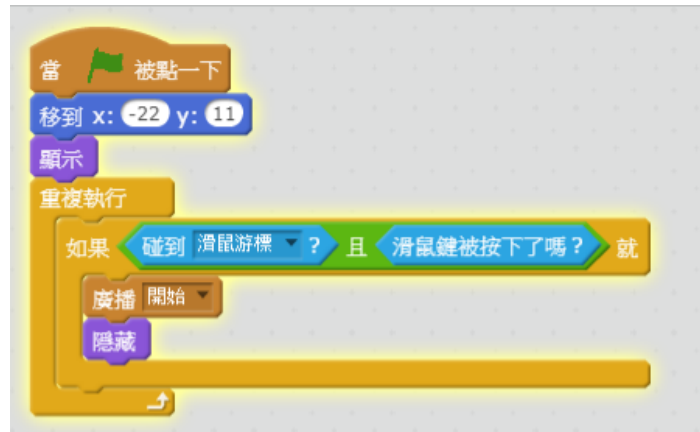 當 被點一下
移到 x: -22 y: 11
顯示
重複執行
如果 碰到 滑鼠游標 ? 且 滑鼠鍵被按下了嗎？ 就
廣播 開始
隱藏